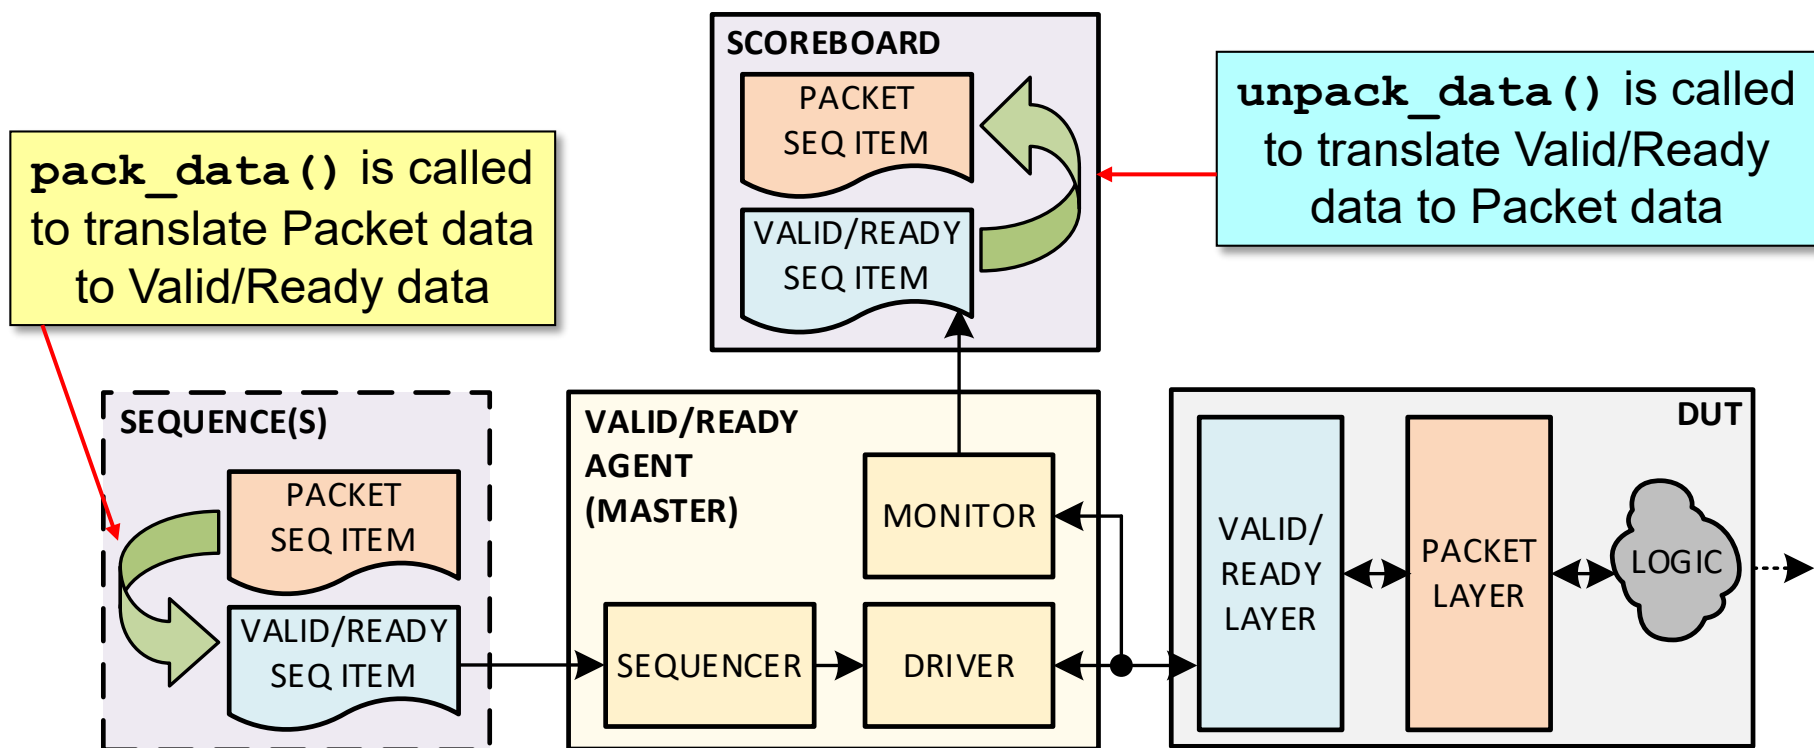 SCOREBOARD
PACKET
SEQ ITEM
VALID/READY
SEQ ITEM
unpack_data() is called
to translate Valid/Ready
data to Packet data
pack_data() is called
to translate Packet data
to Valid/Ready data
SEQUENCE(S)
PACKET
SEQ ITEM
VALID/READY
SEQ ITEM
VALID/READY
AGENT
(MASTER)
MONITOR
SEQUENCER
DRIVER
DUT
VALID/
READY
LAYER
PACKET
LAYER
LOGIC